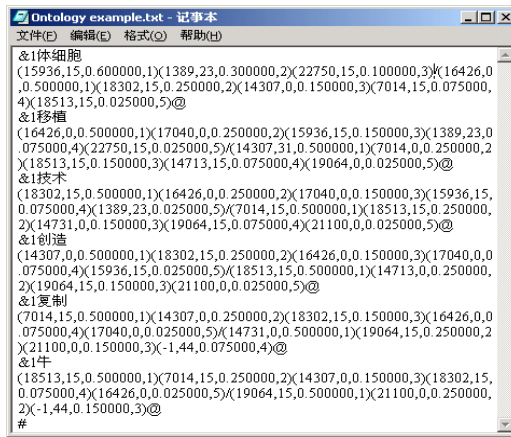 Ontology example.txt - 记事本
文件(F) 编辑(E) 格式(O) 帮助(H)
&1体细胞
(15936,15,0.600000,1)(1389,23,0.300000,2)(22750,15,0.100000,3)/(16426,0
,0.500000,1)(18302,15,0.250000,2)(14307,0,0.150000,3)(7014,15,0.075000,
4)(18513,15,0.025000,5)@
&1移植
(16426,0,0.500000,1)(17040,0,0.250000,2)(15936,15,0.150000,3)(1389,23,0
.075000,4)(22750,15,0.025000,5)/(14307,31,0.500000,1)(7014,0,0.250000,2
)(18513,15,0.150000,3)(14713,15,0.075000,4)(19064,0,0.025000,5)@
&1技术
(18302,15,0.500000,1)(16426,0,0.250000,2)(17040,0,0.150000,3)(15936,15,
0.075000,4)(1389,23,0.025000,5)/(7014,15,0.500000,1)(18513,15,0.250000,
2)(14731,0,0.150000,3)(19064,15,0.075000,4)(21100,0,0.025000,5)@
&1创造
(14307,0,0.500000,1)(18302,15,0.250000,2)(16426,0,0.150000,3)(17040,0,0
.075000,4)(15936,15,0.025000,5)/(18513,15,0.500000,1)(14713,0,0.250000,
2)(19064,15,0.150000,3)(21100,0,0.025000,5)@
&1复制
(7014,15,0.500000,1)(14307,0,0.250000,2)(18302,15,0.150000,3)(16426,0,0
.075000,4)(17040,0,0.025000,5)/(14731,0,0.500000,1)(19064,15,0.250000,2
)(21100,0,0.150000,3)(-1,44,0.075000,4)@
&1牛
(18513,15,0.500000,1)(7014,15,0.250000,2)(14307,0,0.150000,3)(18302,15,
0.075000,4)(16426,0,0.025000,5)/(19064,15,0.500000,1)(21100,0,0.250000,
2)(-1,44,0.150000,3)@
#